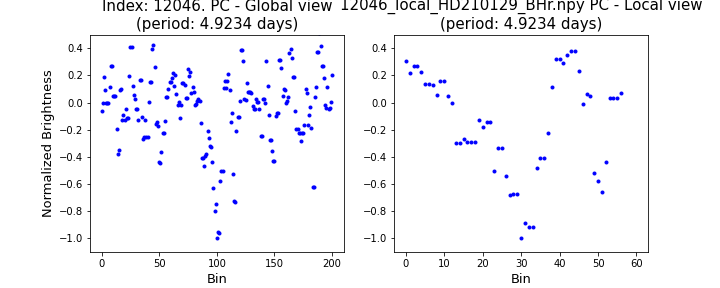 Index: 12046. PC - Global view
(period: 4.9234 days)
12046_local_HD210129_BHr.npy PC - Local view
(period: 4.9234 days)
Normalized Brightness
0.4
0.2
0.0
−0.2
−0.4
−0.6
−0.8
−1.0
0 50 100 150 200
Bin
0.4
0.2
0.0
−0.2
−0.4
−0.6
−0.8
−1.0
0 10 20 30 40 50 60
Bin